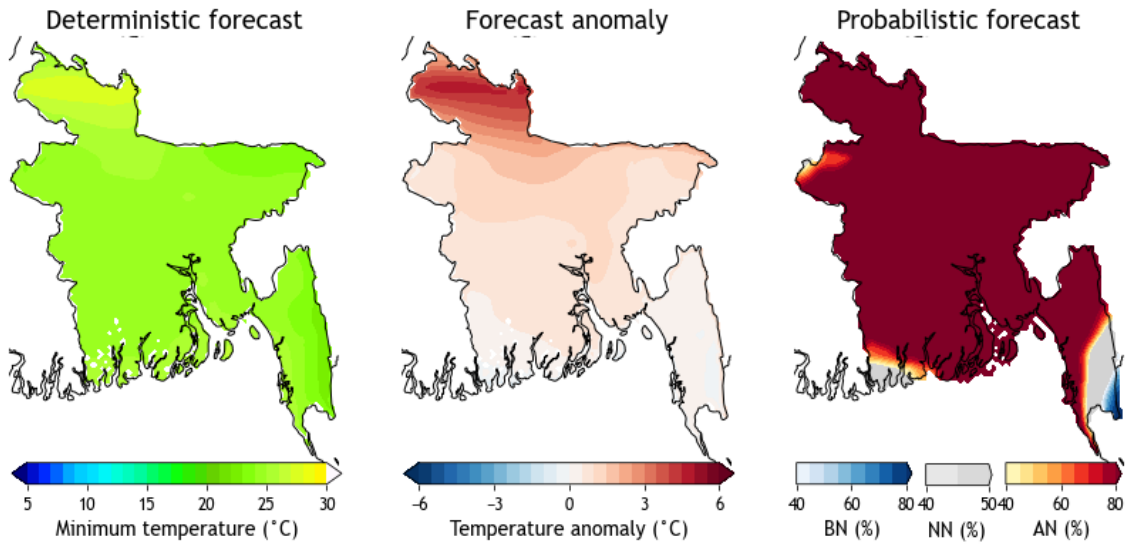 Deterministic forecast
Forecast anomaly
Probabilistic forecast
5 10 15 20 25 30
Minimum temperature (˚C)
−6 −3 0 3 6
Temperature anomaly (˚C)
40 60 80
BN (%)
40 50
NN (%)
40 60 80
AN (%)